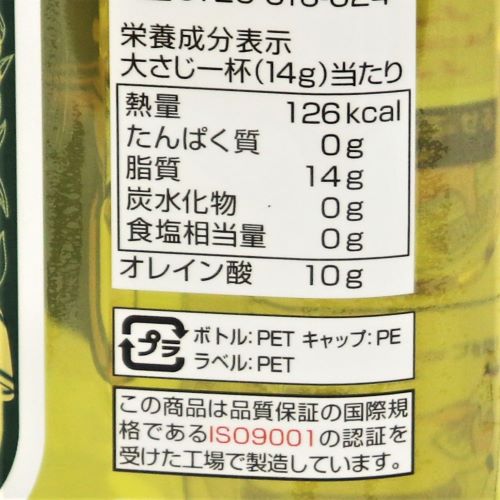 栄養成分表示
大さじ一杯(14g)当たり
熱量 126kcal
たんぱく質 0g
脂質 14g
炭水化物 0g
食塩相当量 0g
オレイン酸 10g
プラ ボトル:PET キャップ:PE
ラベル:PET
この商品は品質保証の国際規
格であるISO9001の認証を
受けた工場で製造しています。